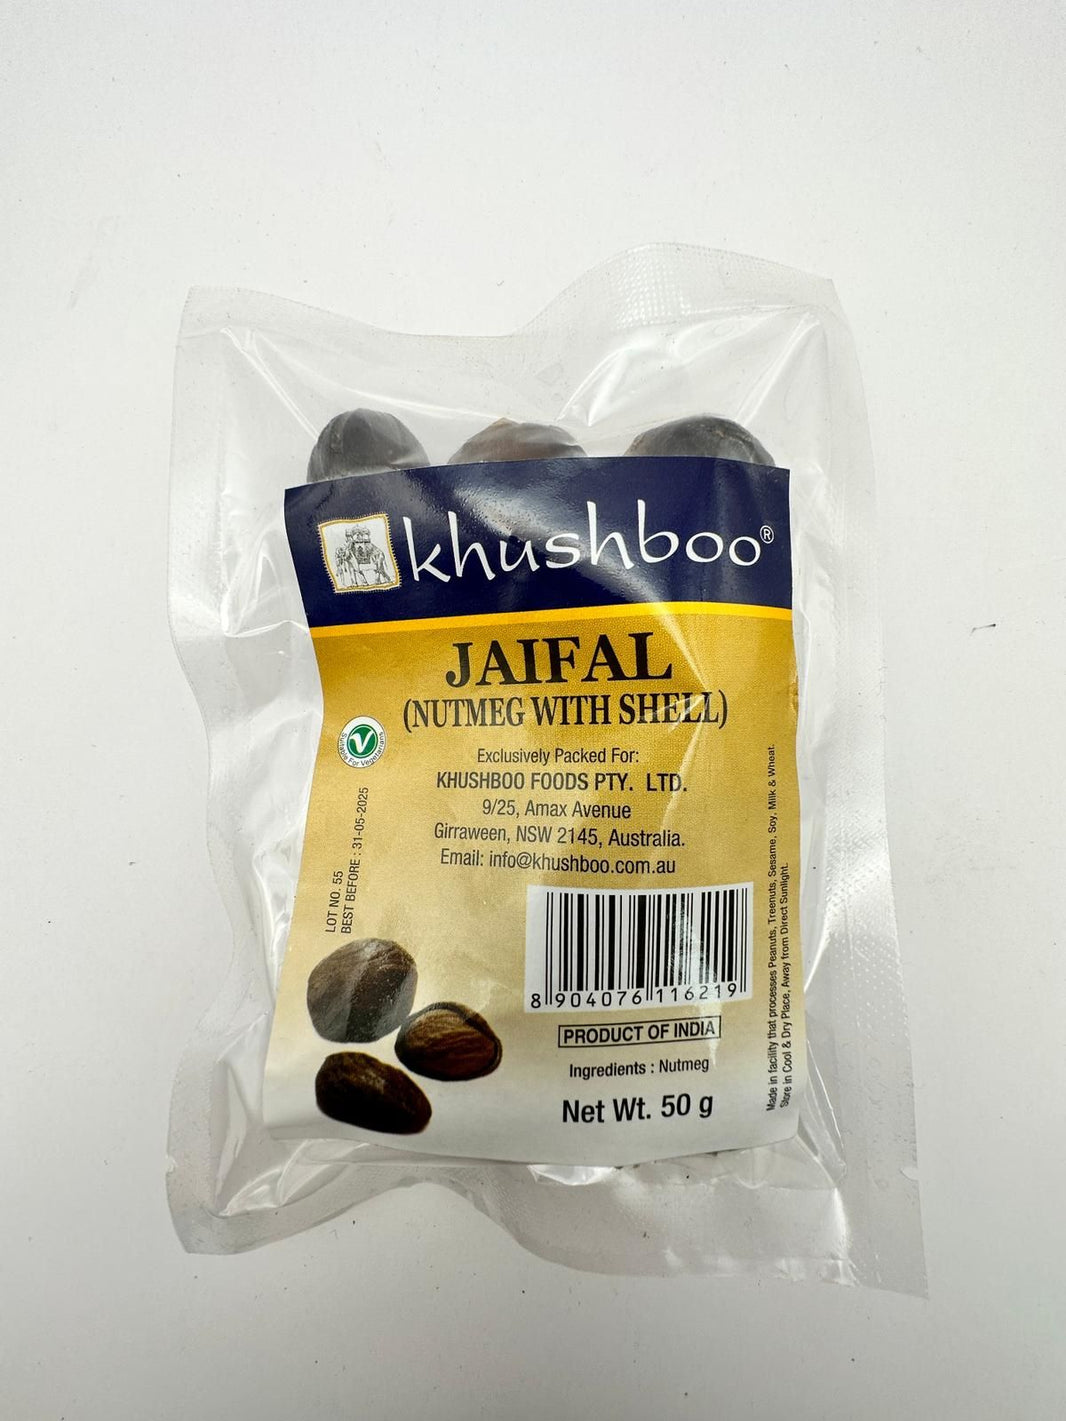 khushboo®
JAIFAL
(NUTMEG WITH SHELL)
V
Suitable For Vegetarians
Exclusively Packed For:
KHUSHBOO FOODS PTY. LTD.
9/25, Amax Avenue
Girraween, NSW 2145, Australia.
Email: info@khushboo.com.au
LOT NO. 55
BEST BEFORE : 31-05-2025
8 904076 116219
PRODUCT OF INDIA
Ingredients : Nutmeg
Net Wt. 50 g
Made in facility that processes Peanuts, Treenuts, Sesame, Soy, Milk & Wheat.
Store in Cool & Dry Place, Away from Direct Sunlight.